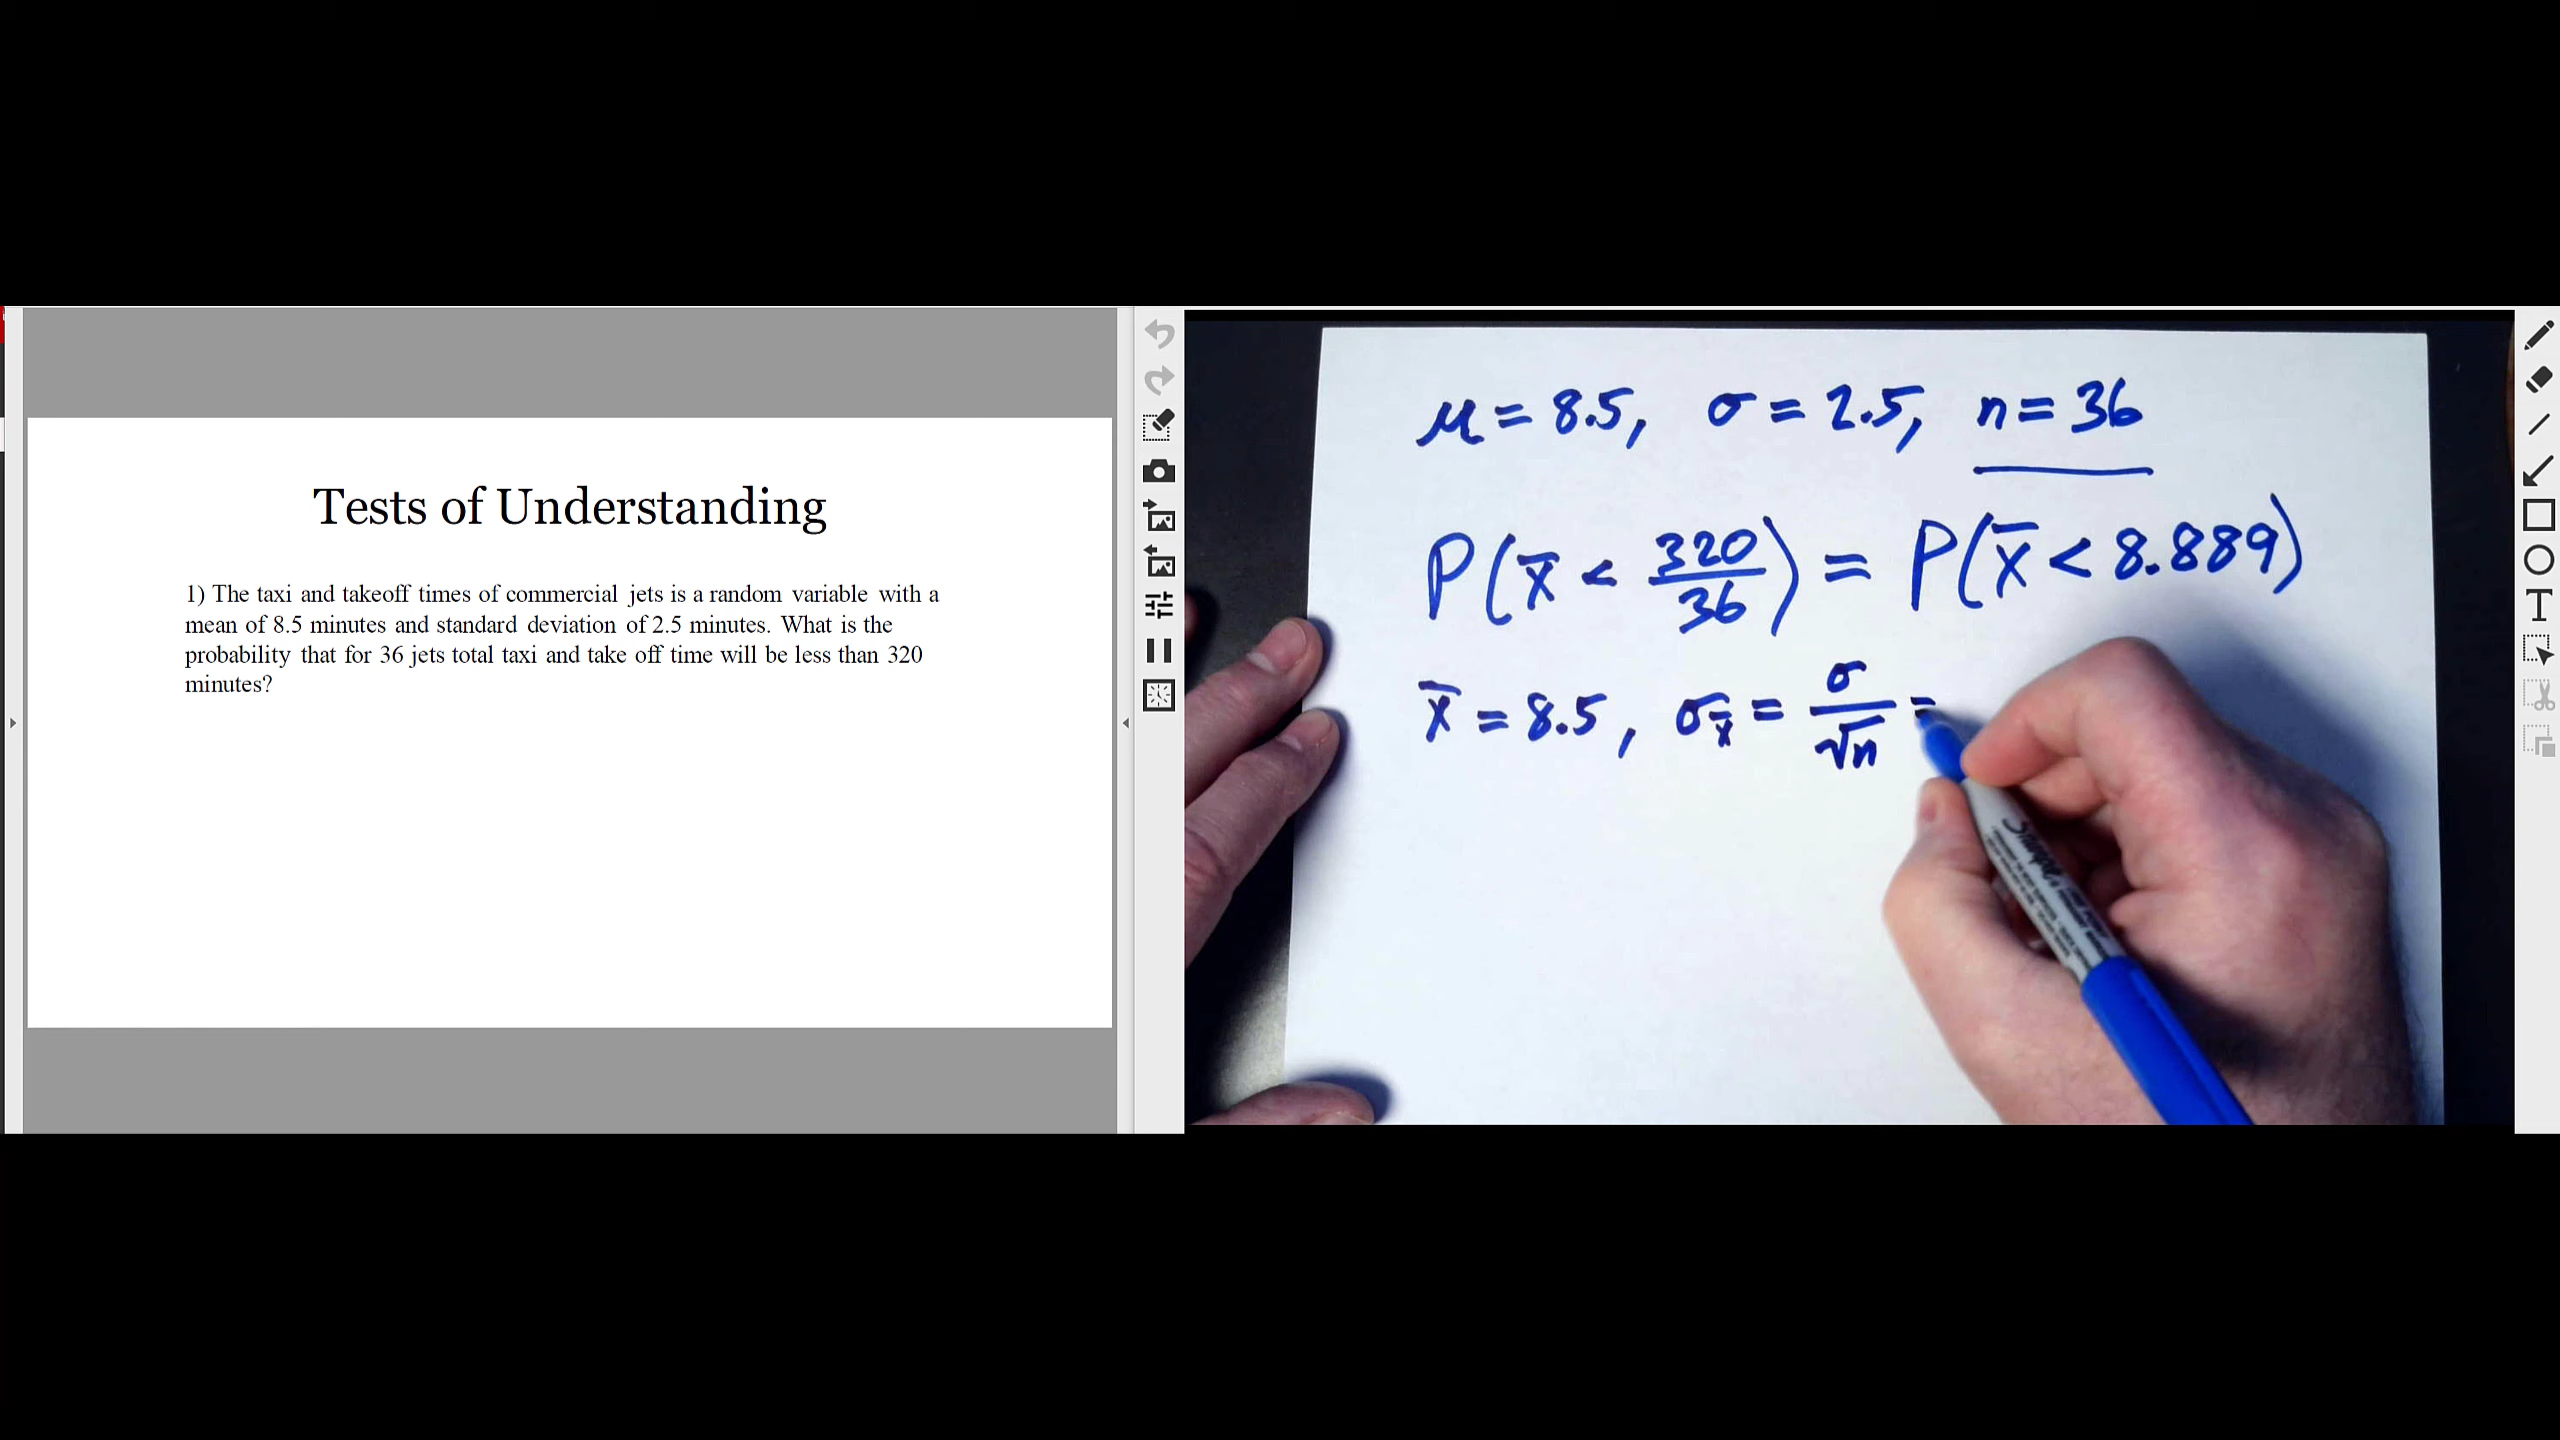 Tests of Understanding
1) The taxi and takeoff times of commercial jets is a random variable with a
mean of 8.5 minutes and standard deviation of 2.5 minutes. What is the
probability that for 36 jets total taxi and take off time will be less than 320
minutes?
μ = 8.5, σ = 2.5, n = 36
P(x̄ < 320/36) = P(x̄ < 8.889)
x̄ = 8.5, σx̄ = σ/√n =
Sharpie